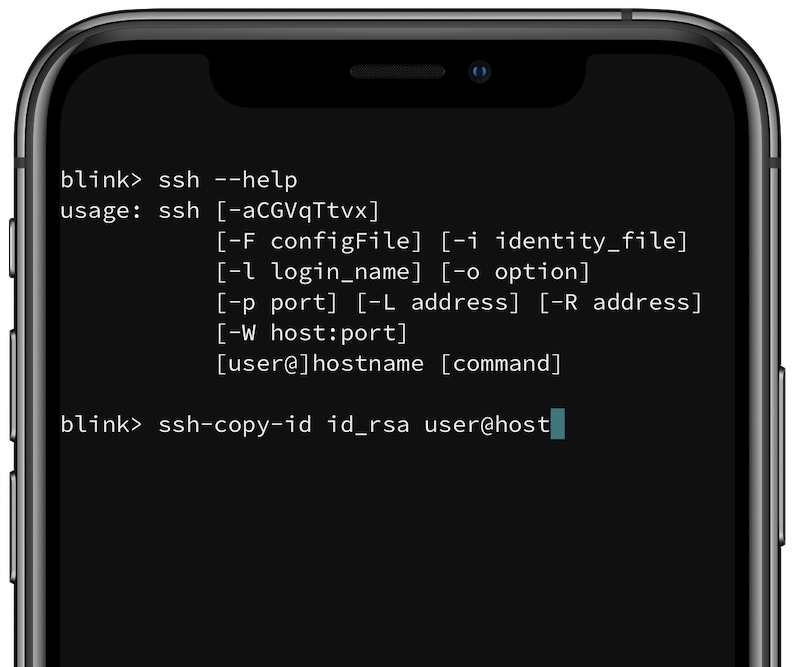 blink> ssh --help
usage: ssh [-aCGVqTtvx]
[-F configFile] [-i identity_file]
[-l login_name] [-o option]
[-p port] [-L address] [-R address]
[-W host:port]
[user@]hostname [command]
blink> ssh-copy-id id_rsa user@host